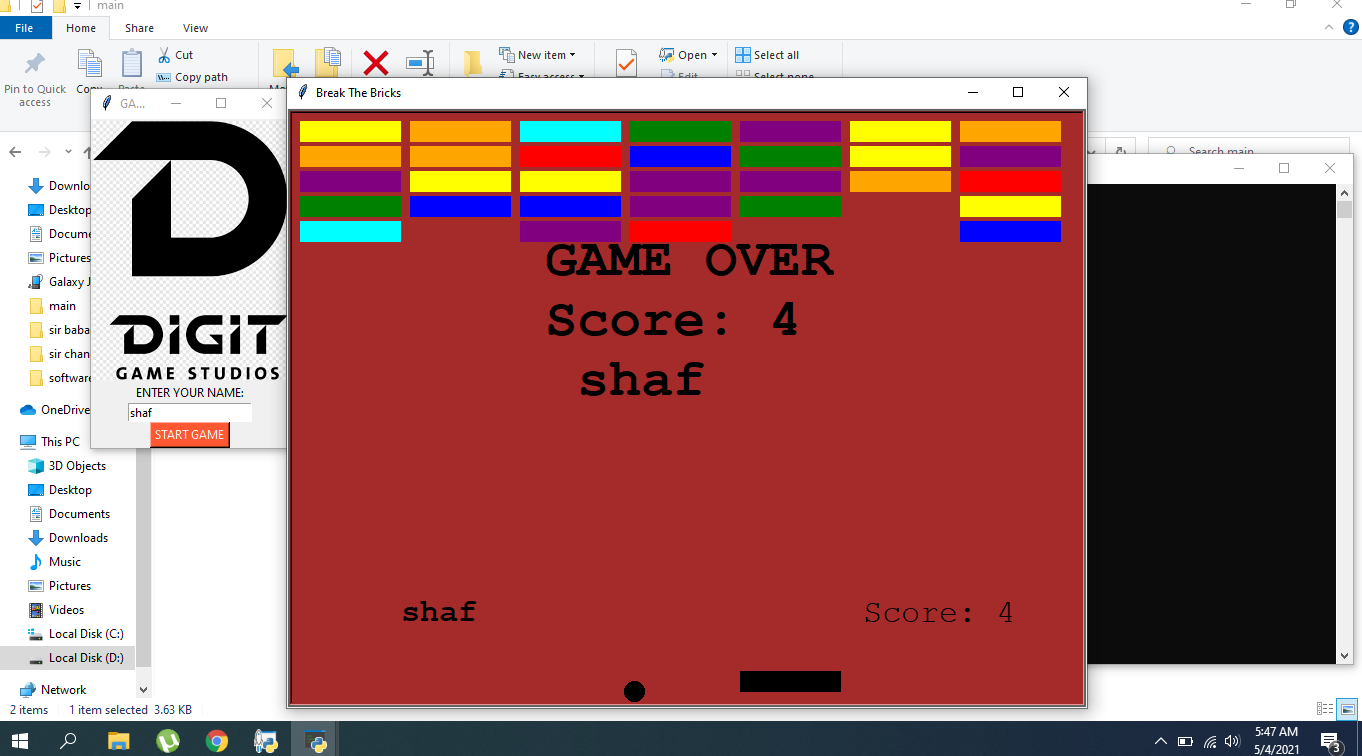 main
File Home Share View
Pin to Quick access
Cut
Copy path
New item
Open
Select all
GA...
Break The Bricks
Search main
Desktop
Pictures
main
DIGIT
GAME STUDIOS
ENTER YOUR NAME:
shaf
START GAME
GAME OVER
Score: 4
shaf
shaf
Score: 4
This PC
3D Objects
Desktop
Documents
Downloads
Music
Pictures
Videos
Local Disk (C:)
Local Disk (D:)
Network
2 items 1 item selected 3.63 KB
5:47 AM
5/4/2021
3